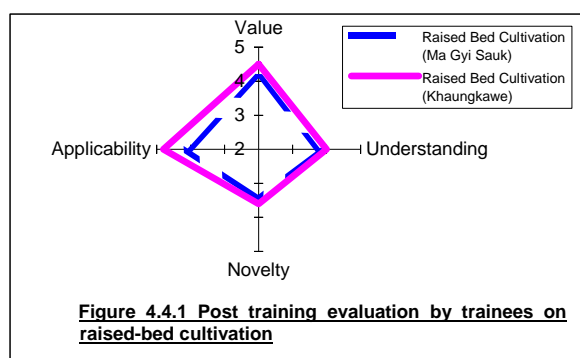 Value
5
4
3
2
Applicability
Understanding
Novelty
Raised Bed Cultivation
(Ma Gyi Sauk)
Raised Bed Cultivation
(Khaungkawe)
Figure 4.4.1 Post training evaluation by trainees on
raised-bed cultivation